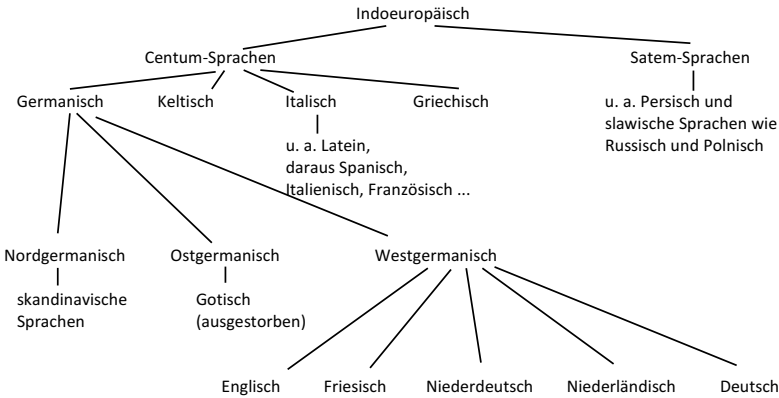 Indoeuropäisch
Centum-Sprachen
Satem-Sprachen
Germanisch
Keltisch
Italisch
Griechisch
u. a. Persisch und
slawische Sprachen wie
Russisch und Polnisch
u. a. Latein,
daraus Spanisch,
Italienisch, Französisch ...
Nordgermanisch
Ostgermanisch
Westgermanisch
skandinavische
Sprachen
Gotisch
(ausgestorben)
Englisch
Friesisch
Niederdeutsch
Niederländisch
Deutsch